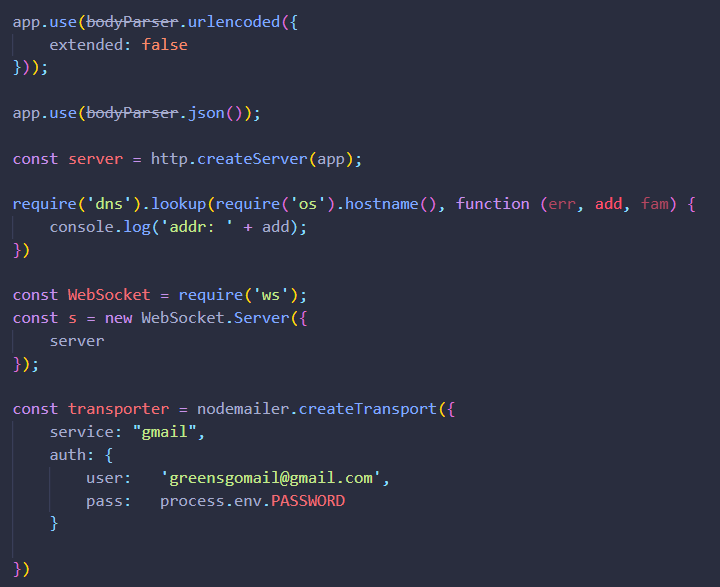 app.use(bodyParser.urlencoded({
    extended: false
}));
app.use(bodyParser.json());
const server = http.createServer(app);
require('dns').lookup(require('os').hostname(), function (err, add, fam) {
    console.log('addr: ' + add);
})
const WebSocket = require('ws');
const s = new WebSocket.Server({
    server
});
const transporter = nodemailer.createTransport({
    service: "gmail",
    auth: {
        user:   'greensgomail@gmail.com',
        pass:   process.env.PASSWORD
    }
})